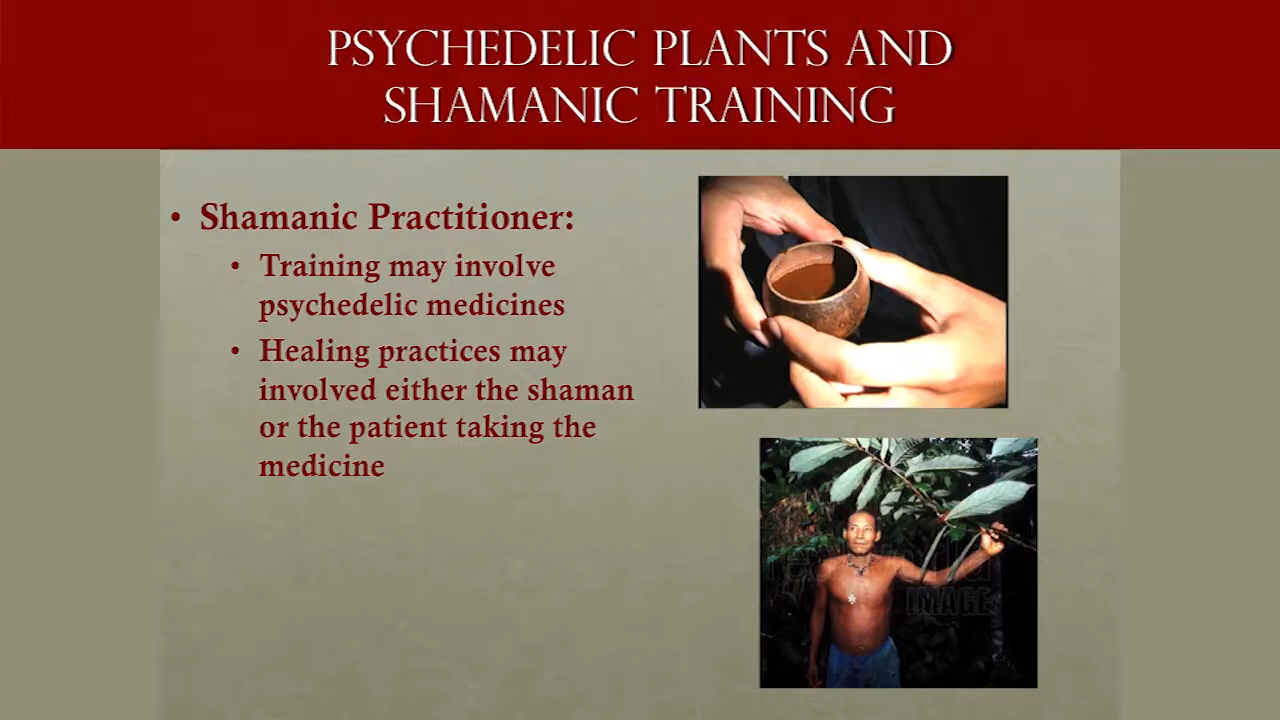 PSYCHEDELIC PLANTS AND
SHAMANIC TRAINING
• Shamanic Practitioner:
• Training may involve
psychedelic medicines
• Healing practices may
involved either the shaman
or the patient taking the
medicine
IMAGE